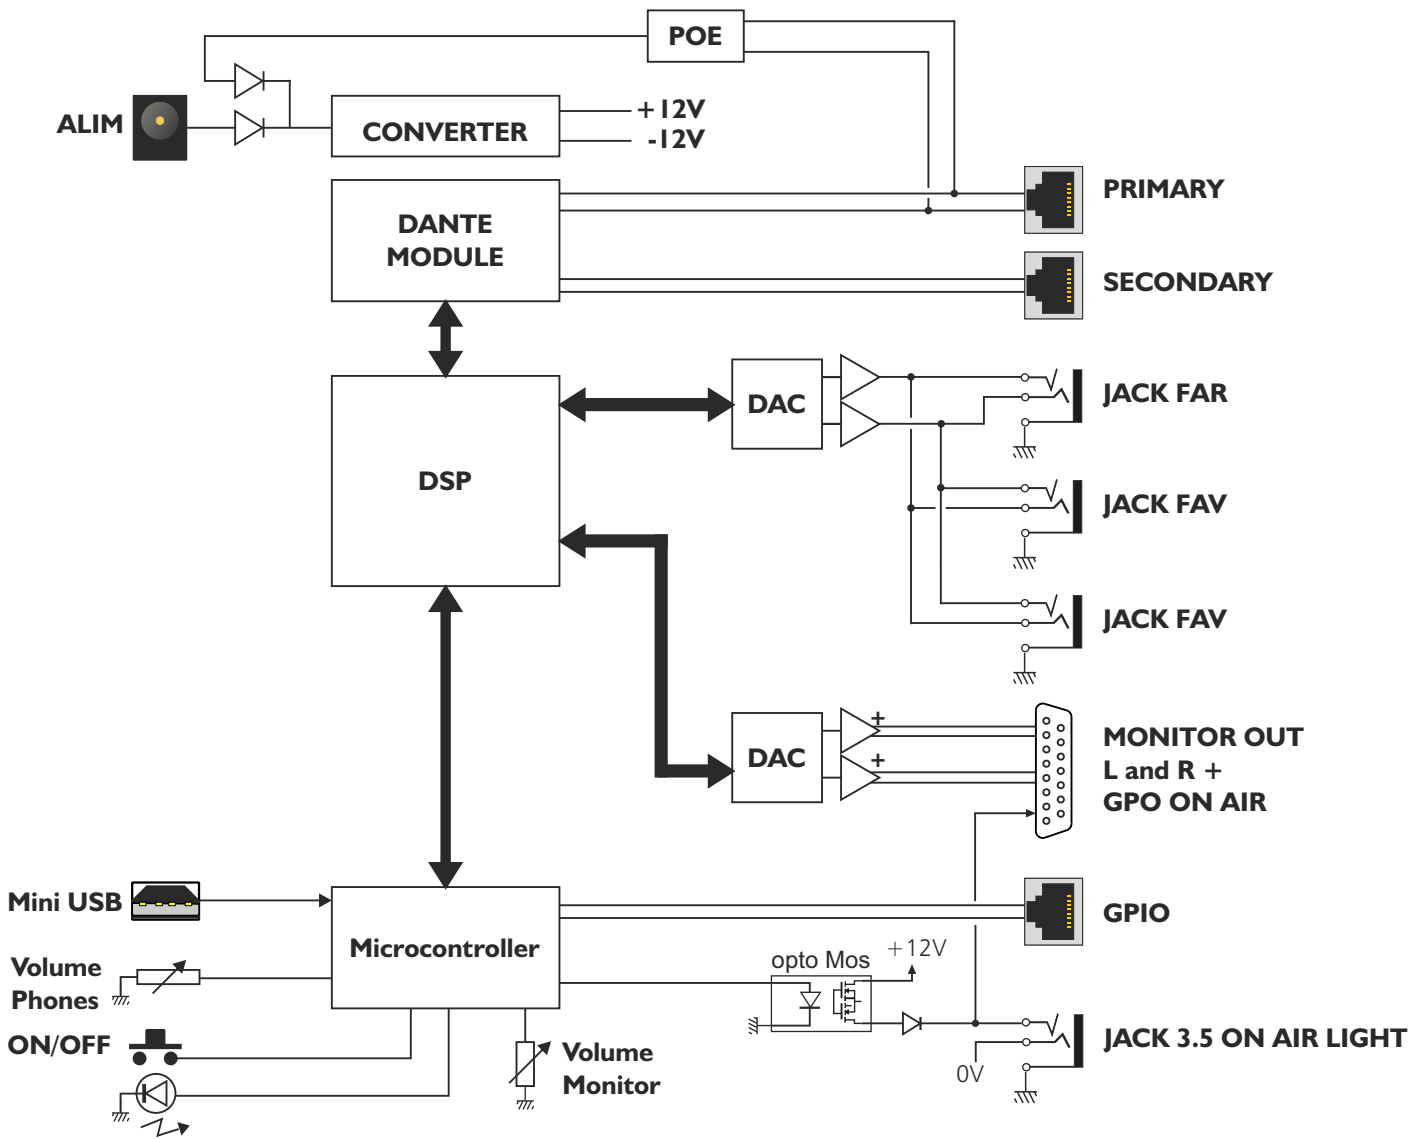 POE
ALIM
CONVERTER
+12V
-12V
DANTE
MODULE
PRIMARY
SECONDARY
DSP
DAC
JACK FAR
JACK FAV
JACK FAV
DAC
+
+
MONITOR OUT
L and R +
GPO ON AIR
Mini USB
Microcontroller
GPIO
Volume
Phones
opto Mos
+12V
ON/OFF
Volume
Monitor
0V
JACK 3.5 ON AIR LIGHT